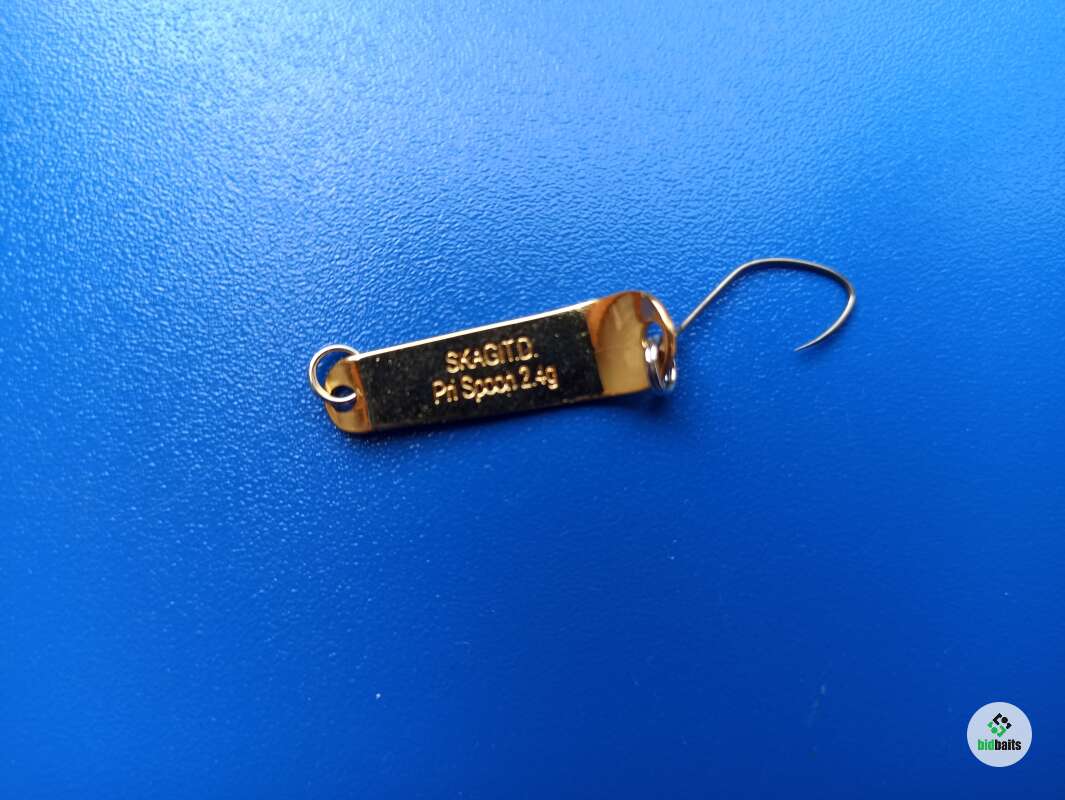 SKAGIT.D.
Pri Spoon 2.4g
bidbaits